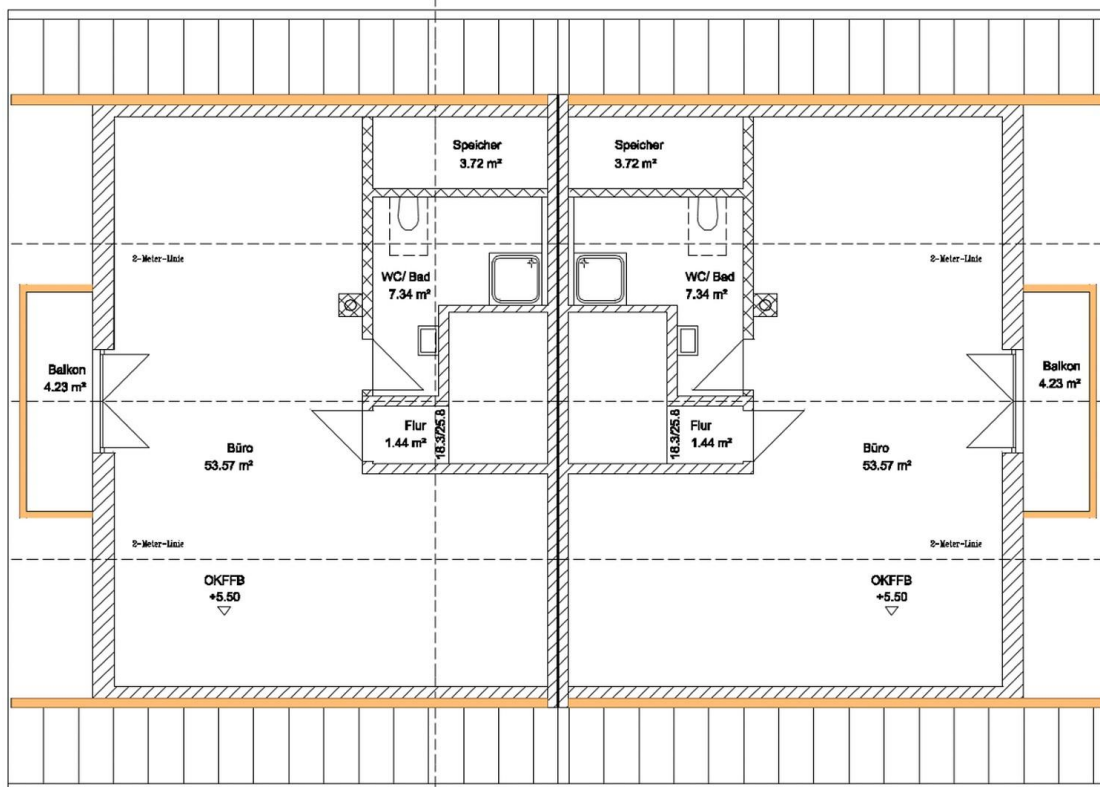 Speicher
3.72 m²
Speicher
3.72 m²
2-Meter-Linie
2-Meter-Linie
WC/ Bad
7.34 m²
WC/ Bad
7.34 m²
Balkon
4.23 m²
Balkon
4.23 m²
Flur
1.44 m²
18.3/25.8
18.3/25.8
Flur
1.44 m²
Büro
53.57 m²
Büro
53.57 m²
2-Meter-Linie
2-Meter-Linie
OKFFB
+5.50
OKFFB
+5.50